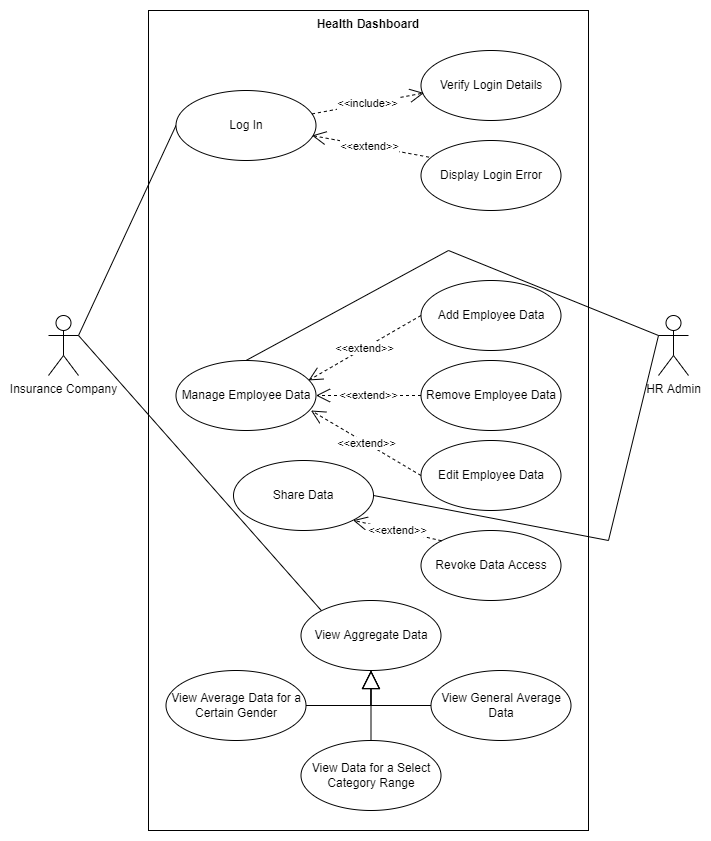 Health Dashboard
Verify Login Details
<<include>>
Log In
<<extend>>
Display Login Error
Add Employee Data
<<extend>>
Insurance Company
HR Admin
Manage Employee Data
<<extend>>
Remove Employee Data
<<extend>>
Edit Employee Data
Share Data
<<extend>>
Revoke Data Access
View Aggregate Data
View Average Data for a
Certain Gender
View General Average
Data
View Data for a Select
Category Range